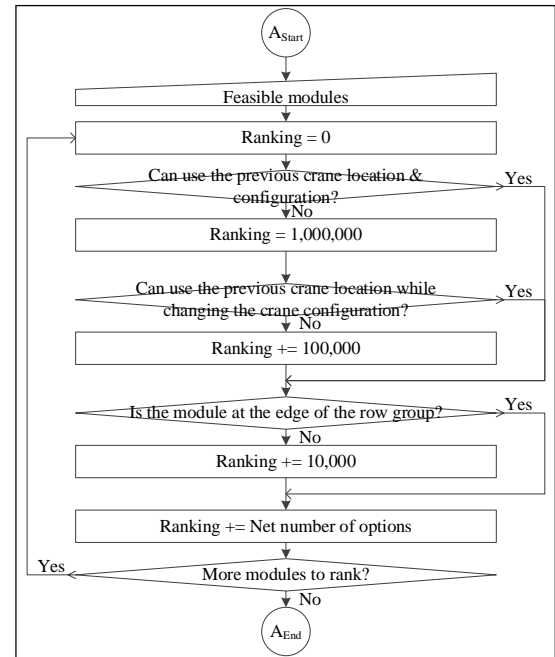 AStart
Feasible modules
Ranking = 0
Can use the previous crane location &
configuration?
Yes
No
Ranking = 1,000,000
Can use the previous crane location while
changing the crane configuration?
Yes
No
Ranking += 100,000
Is the module at the edge of the row group?
Yes
No
Ranking += 10,000
Ranking += Net number of options
More modules to rank?
Yes
No
AEnd